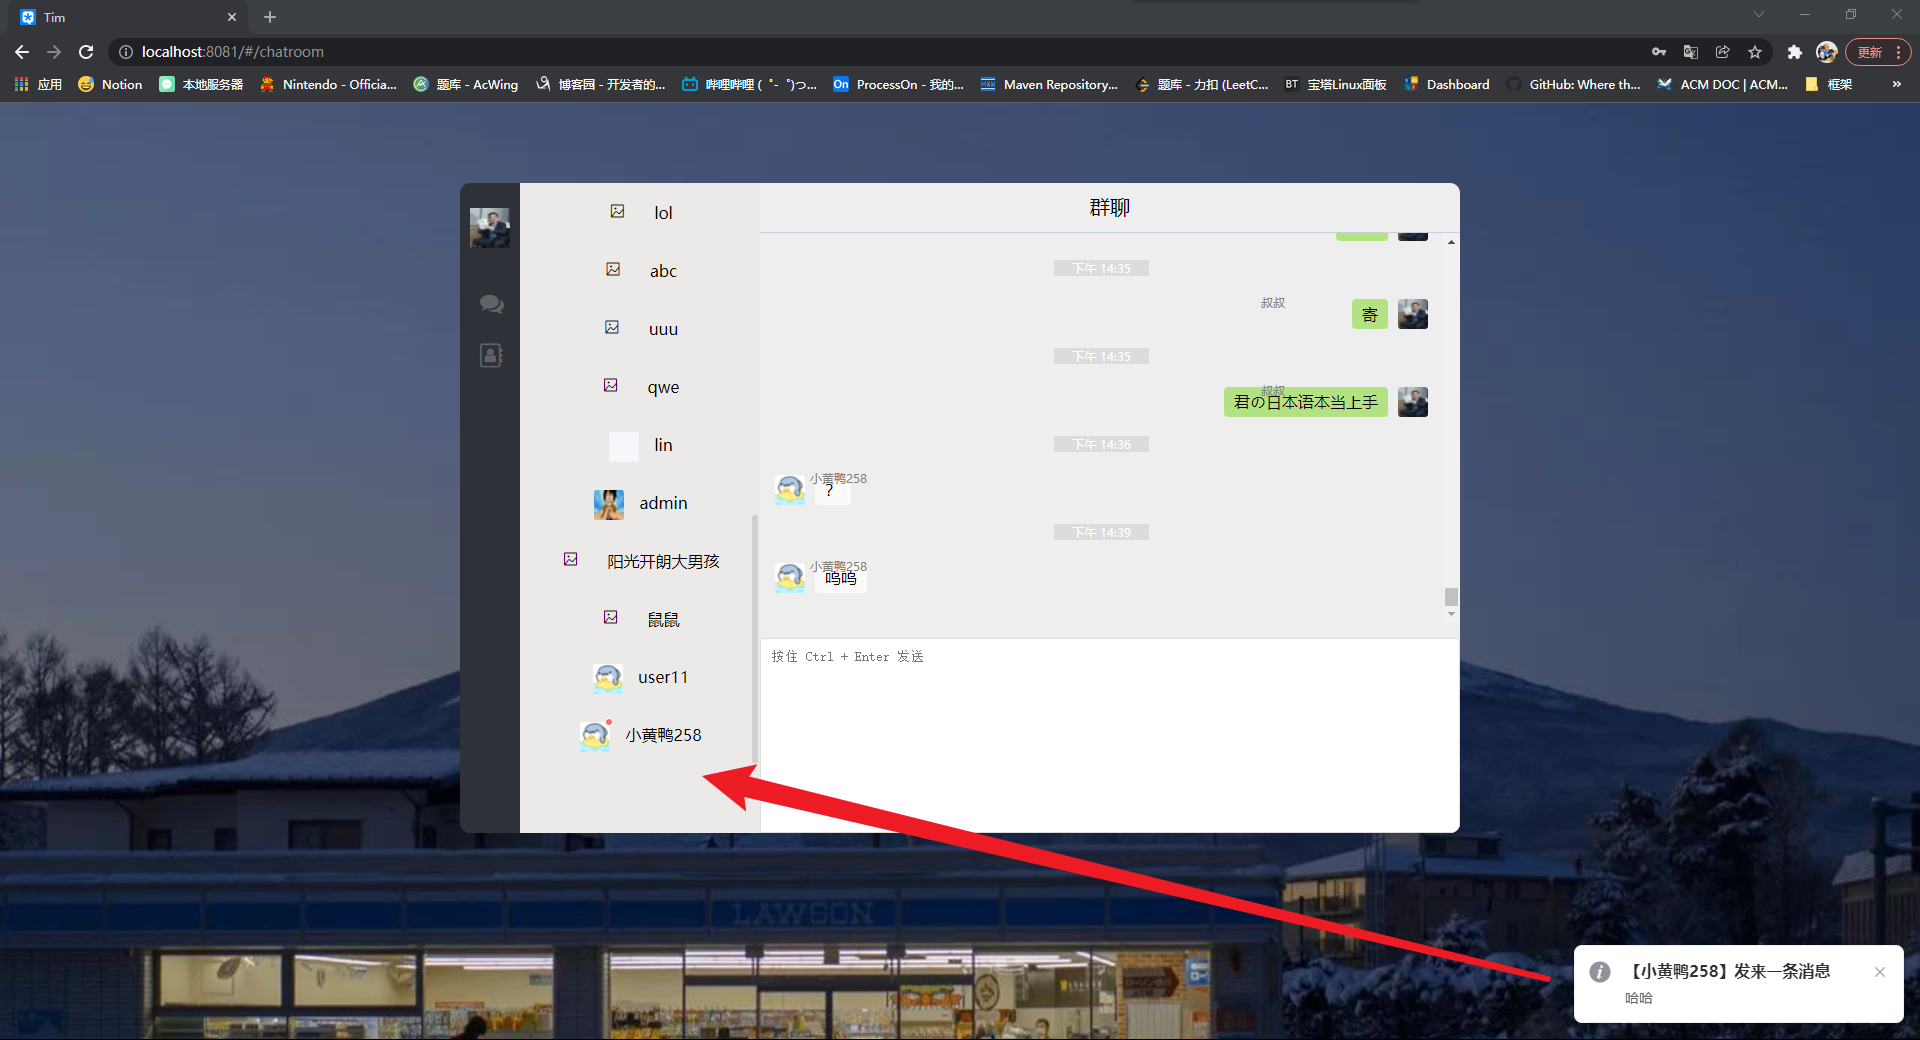 Tim
localhost:8081/#/chatroom
更新
应用
Notion
本地服务器
Nintendo - Officia...
题库 - AcWing
博客园 - 开发者的...
哔哩哔哩 ( ゜- ゜)つ...
On
ProcessOn - 我的...
Maven Repository...
题库 - 力扣 (LeetC...
BT
宝塔Linux面板
Dashboard
GitHub: Where th...
ACM DOC | ACM...
框架
»
lol
abc
uuu
qwe
lin
admin
阳光开朗大男孩
鼠鼠
user11
小黄鸭258
群聊
下午 14:35
叔叔
寄
下午 14:35
叔叔
君の日本语本当上手
下午 14:36
小黄鸭258
?
下午 14:39
小黄鸭258
呜呜
按住 Ctrl + Enter 发送
LAWSON
【小黄鸭258】发来一条消息
哈哈